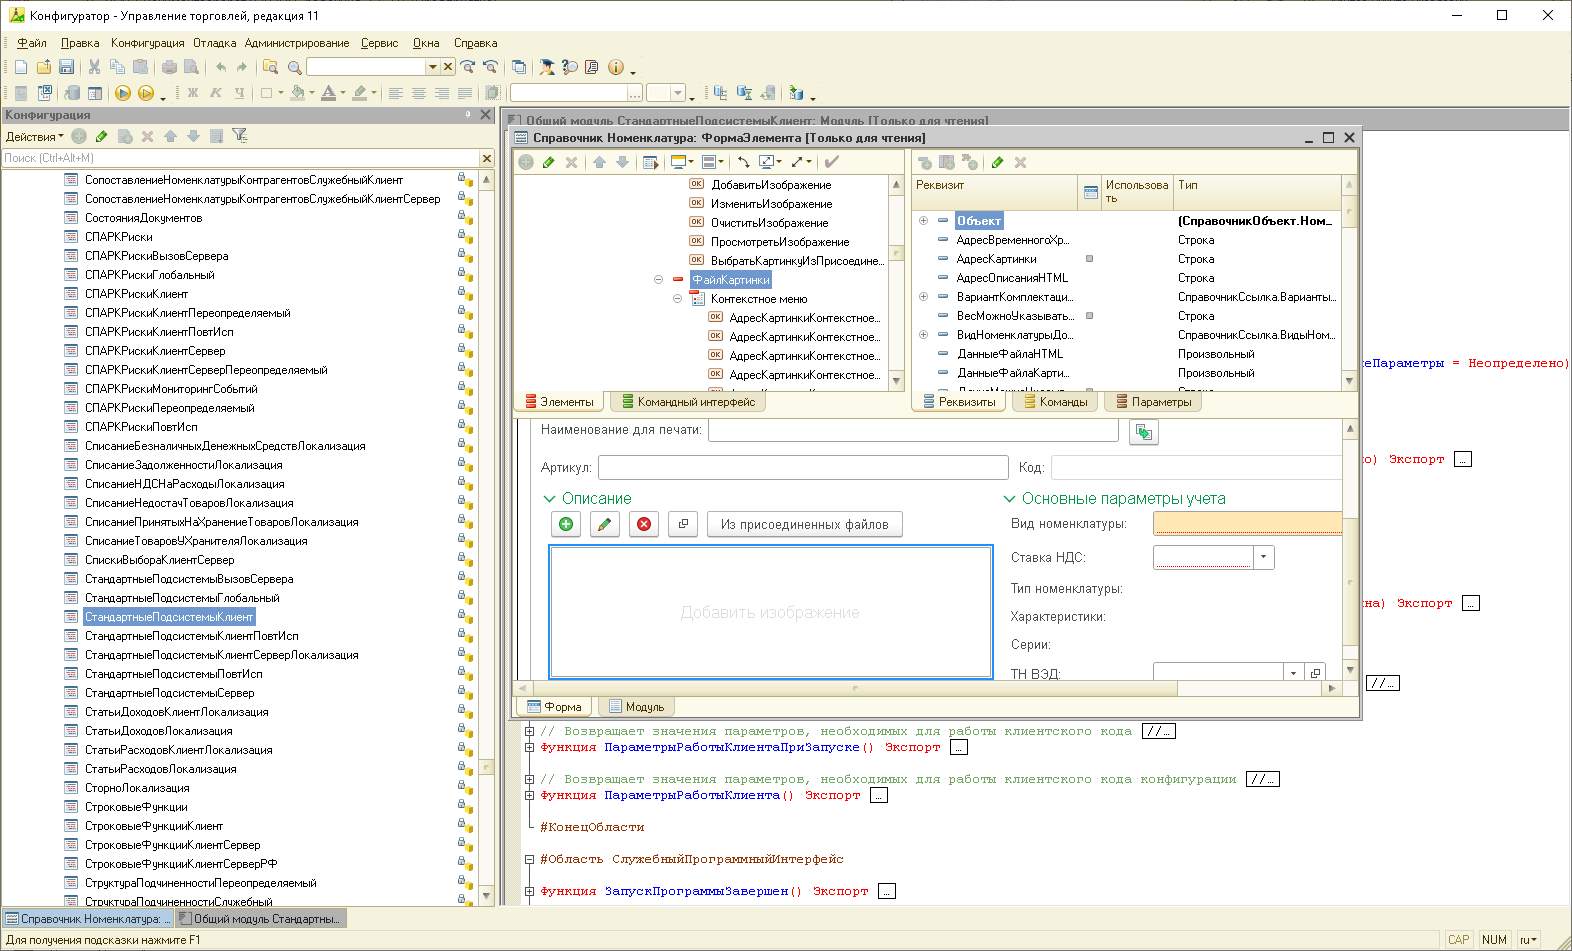 Конфигуратор - Управление торговлей, редакция 11
Файл Правка Конфигурация Отладка Администрирование Сервис Окна Справка
Ж К Ч
Конфигурация
Действия
Поиск (Ctrl+Alt+M)
СопоставлениеНоменклатурыКонтрагентовСлужебныйКлиент
СопоставлениеНоменклатурыКонтрагентовСлужебныйКлиентСервер
СостоянияДокументов
СПАРКРиски
СПАРКРискиВызовСервера
СПАРКРискиГлобальный
СПАРКРискиКлиент
СПАРКРискиКлиентПереопределяемый
СПАРКРискиКлиентПовтИсп
СПАРКРискиКлиентСервер
СПАРКРискиКлиентСерверПереопределяемый
СПАРКРискиМониторингСобытий
СПАРКРискиПереопределяемый
СПАРКРискиПовтИсп
СписаниеБезналичныхДенежныхСредствЛокализация
СписаниеЗадолженностиЛокализация
СписаниеНДСНаРасходыЛокализация
СписаниеНедостачТоваровЛокализация
СписаниеПринятыхНаХранениеТоваровЛокализация
СписаниеТоваровУХранителяЛокализация
СпискиВыбораКлиентСервер
СтандартныеПодсистемыВызовСервера
СтандартныеПодсистемыГлобальный
СтандартныеПодсистемыКлиент
СтандартныеПодсистемыКлиентПовтИсп
СтандартныеПодсистемыКлиентСерверЛокализация
СтандартныеПодсистемыПовтИсп
СтандартныеПодсистемыСервер
СтатьиДоходовКлиентЛокализация
СтатьиДоходовЛокализация
СтатьиРасходовКлиентЛокализация
СтатьиРасходовЛокализация
СторноЛокализация
СтроковыеФункции
СтроковыеФункцииКлиент
СтроковыеФункцииКлиентСервер
СтроковыеФункцииКлиентСерверРФ
СтруктураПодчиненностиПереопределяемый
СтруктураПодчиненностиСлужебный
Общий модуль СтандартныеПодсистемыКлиент: Модуль [Только для чтения]
Справочник Номенклатура: ФормаЭлемента [Только для чтения]
ДобавитьИзображение
ИзменитьИзображение
ОчиститьИзображение
ПросмотретьИзображение
ВыбратьКартинкуИзПрисоедине...
ФайлКартинки
Контекстное меню
АдресКартинкиКонтекстное...
АдресКартинкиКонтекстное...
АдресКартинкиКонтекстное...
АдресКартинкиКонтекстное...
Элементы Командный интерфейс
Реквизит Использовать Тип
Объект (СправочникОбъект.Ном...
АдресВременногоХр... Строка
АдресКартинки Строка
АдресОписанияHTML Строка
ВариантКомплектаци... СправочникСсылка.Варианты...
ВесМожноУказывать... Строка
ВидНоменклатурыДо... СправочникСсылка.ВидыНом...
ДанныеФайлаHTML Произвольный
ДанныеФайлаКарти... Произвольный
Реквизиты Команды Параметры
Наименование для печати:
Артикул: Код:
Описание
Из присоединенных файлов
Добавить изображение
Основные параметры учета
Вид номенклатуры:
Ставка НДС:
Тип номенклатуры:
Характеристики:
Серии:
ТН ВЭД:
Форма Модуль
еПараметры = Неопределено)
о) Экспорт ...
на) Экспорт ...
//...
// Возвращает значения параметров, необходимых для работы клиентского кода //...
Функция ПараметрыРаботыКлиентаПриЗапуске() Экспорт ...
// Возвращает значения параметров, необходимых для работы клиентского кода конфигурации //...
Функция ПараметрыРаботыКлиента() Экспорт ...
#КонецОбласти
#Область СлужебныйПрограммныйИнтерфейс
Функция ЗапускПрограммыЗавершен() Экспорт ...
Справочник Номенклатура: ... Общий модуль Стандартны...
Для получения подсказки нажмите F1
CAP NUM ru